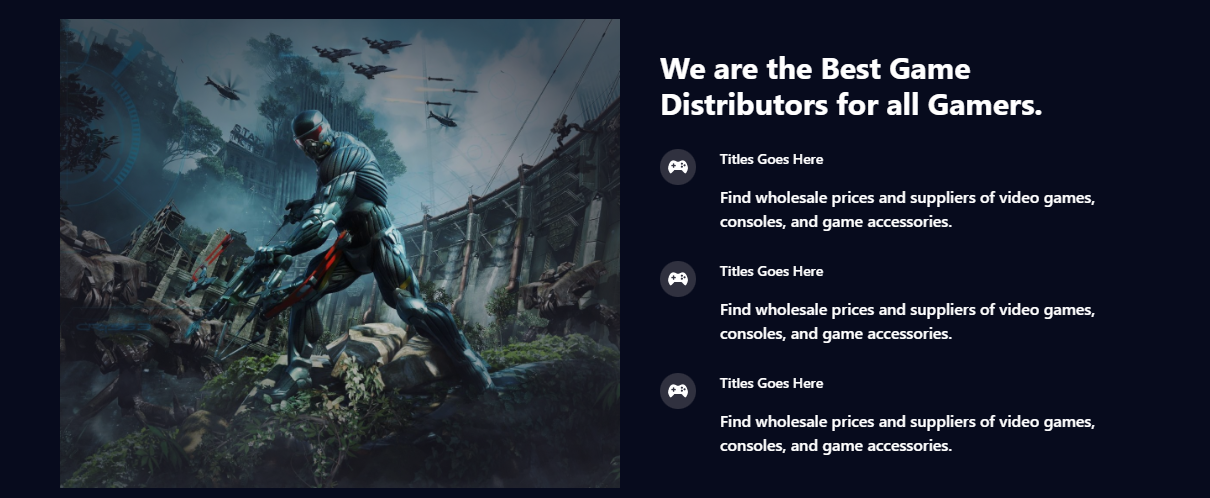 We are the Best Game
Distributors for all Gamers.
Titles Goes Here
Find wholesale prices and suppliers of video games,
consoles, and game accessories.
Titles Goes Here
Find wholesale prices and suppliers of video games,
consoles, and game accessories.
Titles Goes Here
Find wholesale prices and suppliers of video games,
consoles, and game accessories.